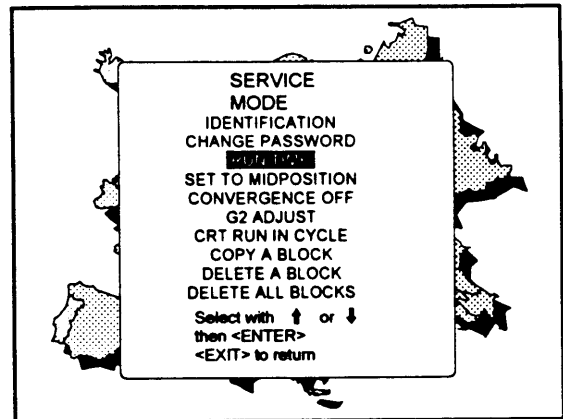 SERVICE
MODE
IDENTIFICATION
CHANGE PASSWORD
RUN
SET TO MIDPOSITION
CONVERGENCE OFF
G2 ADJUST
CRT RUN IN CYCLE
COPY A BLOCK
DELETE A BLOCK
DELETE ALL BLOCKS
Select with ↑ or ↓
then <ENTER>
<EXIT> to return